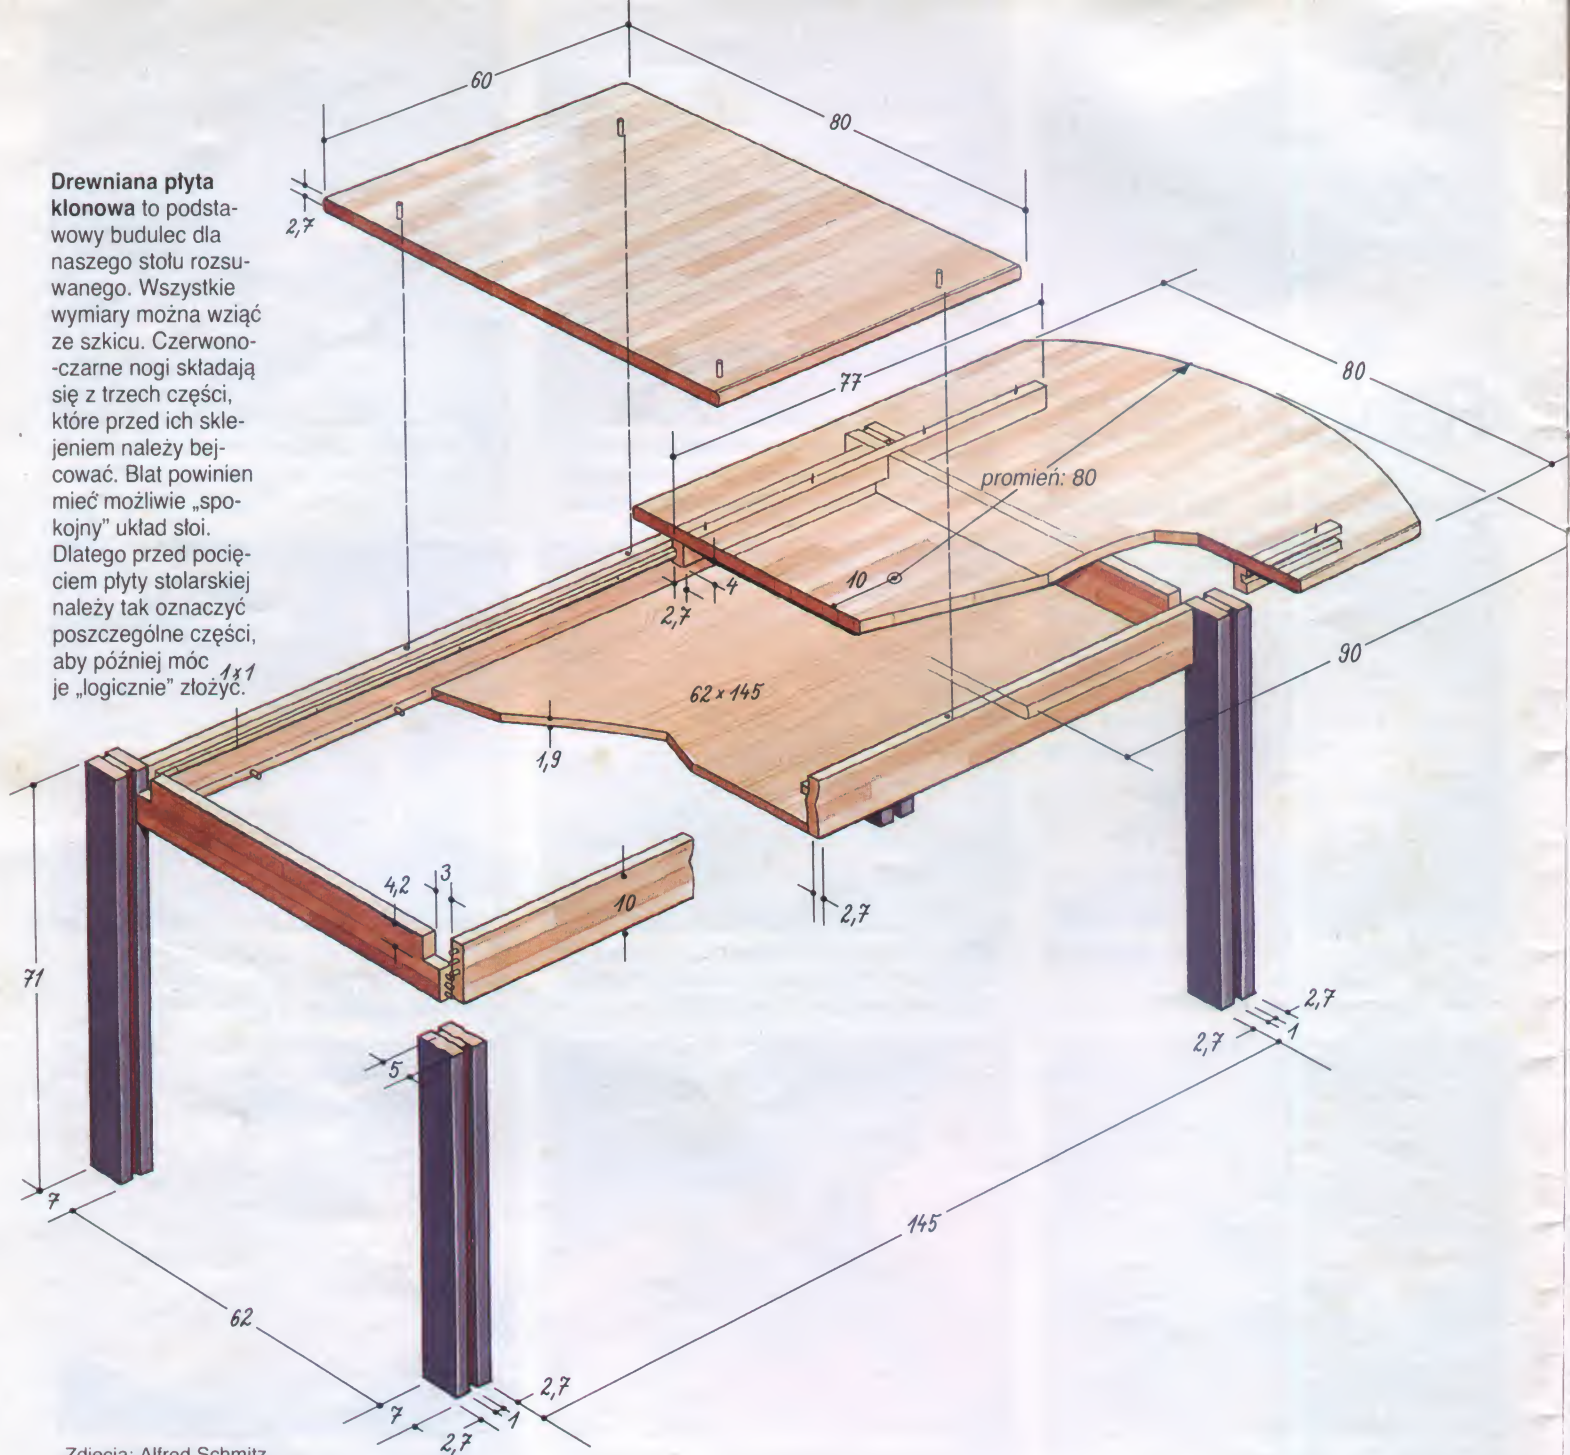 60
80
Drewniana płyta
klonowa to podsta-
wowy budulec dla
naszego stołu rozsu-
wanego. Wszystkie
wymiary można wziąć
ze szkicu. Czerwono-
-czarne nogi składają
się z trzech części,
które przed ich skle-
jeniem należy bej-
cować. Blat powinien
mieć możliwie „spo-
kojny” układ słoi.
Dlatego przed pocię-
ciem płyty stolarskiej
należy tak oznaczyć
poszczególne części,
aby później móc
je „logicznie” złożyć.
2,7
77
80
promień: 80
10
4
2,7
90
1x1
62 x 145
1,9
4,2
3
10
2,7
71
5
2,7
1
2,7
7
145
62
2,7
7
1
2,7
Zdjęcia: Alfred Schmitz